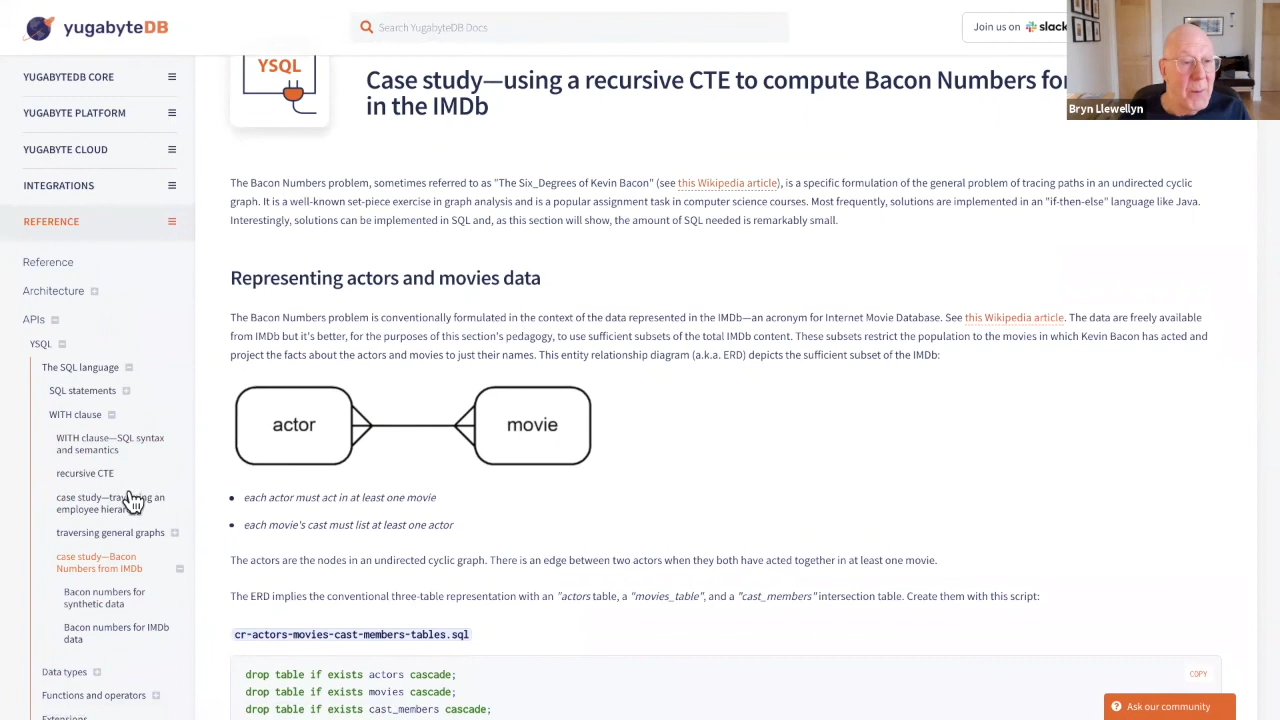 yugabyteDB
Search YugabyteDB Docs
Join us on slack
Bryn Llewellyn
YUGABYTEDB CORE
YUGABYTE PLATFORM
YUGABYTE CLOUD
INTEGRATIONS
REFERENCE
Reference
Architecture
APIs
YSQL
The SQL language
SQL statements
WITH clause
WITH clause—SQL syntax
and semantics
recursive CTE
case study—traversing an
employee hierarchy
traversing general graphs
case study—Bacon
Numbers from IMDb
Bacon numbers for
synthetic data
Bacon numbers for IMDb
data
Data types
Functions and operators
Extensions
YSQL
Case study—using a recursive CTE to compute Bacon Numbers for
in the IMDb
The Bacon Numbers problem, sometimes referred to as "The Six_Degrees of Kevin Bacon" (see this Wikipedia article), is a specific formulation of the general problem of tracing paths in an undirected cyclic
graph. It is a well-known set-piece exercise in graph analysis and is a popular assignment task in computer science courses. Most frequently, solutions are implemented in an "if-then-else" language like Java.
Interestingly, solutions can be implemented in SQL and, as this section will show, the amount of SQL needed is remarkably small.
Representing actors and movies data
The Bacon Numbers problem is conventionally formulated in the context of the data represented in the IMDb—an acronym for Internet Movie Database. See this Wikipedia article. The data are freely available
from IMDb but it's better, for the purposes of this section's pedagogy, to use sufficient subsets of the total IMDb content. These subsets restrict the population to the movies in which Kevin Bacon has acted and
project the facts about the actors and movies to just their names. This entity relationship diagram (a.k.a. ERD) depicts the sufficient subset of the IMDb:
actor movie
each actor must act in at least one movie
each movie's cast must list at least one actor
The actors are the nodes in an undirected cyclic graph. There is an edge between two actors when they both have acted together in at least one movie.
The ERD implies the conventional three-table representation with an "actors table, a "movies_table", and a "cast_members" intersection table. Create them with this script:
cr-actors-movies-cast-members-tables.sql
drop table if exists actors cascade;
drop table if exists movies cascade;
drop table if exists cast_members cascade;
COPY
Ask our community